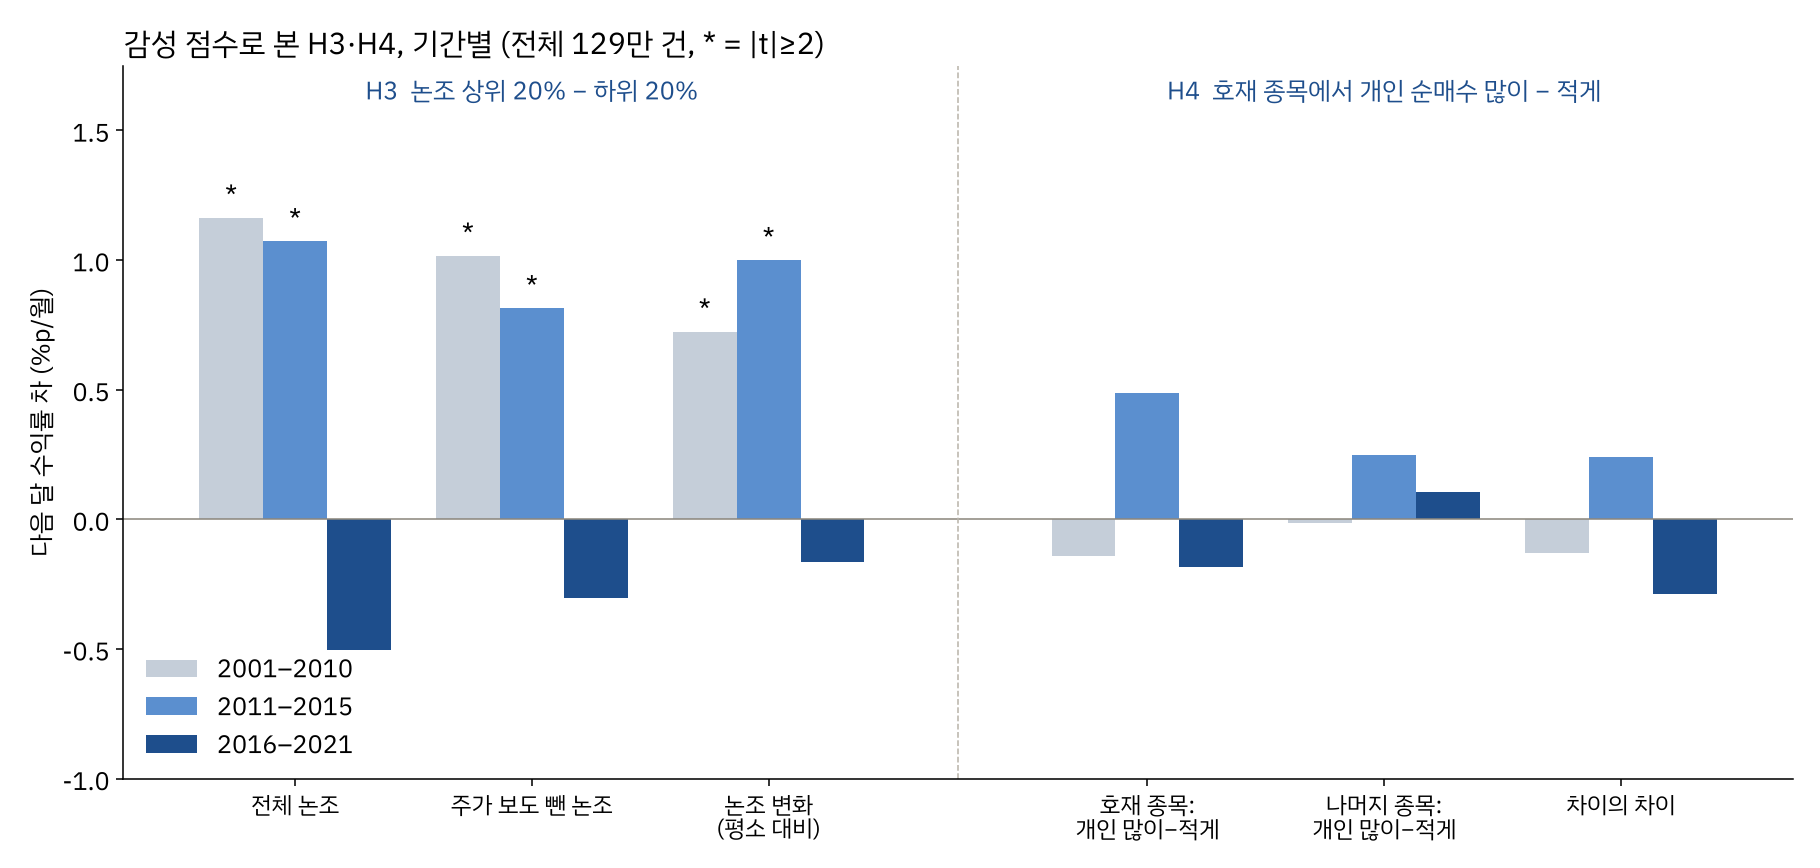 감성 점수로 본 H3·H4, 기간별 (전체 129만 건, * = |t|≥2)
H3 논조 상위 20% – 하위 20%
H4 호재 종목에서 개인 순매수 많이 – 적게
다음 달 수익률 차 (%p/월)
1.5
1.0
0.5
0.0
-0.5
-1.0
*
*
*
*
*
*
2001–2010
2011–2015
2016–2021
전체 논조
주가 보도 뺀 논조
논조 변화
(평소 대비)
호재 종목:
개인 많이–적게
나머지 종목:
개인 많이–적게
차이의 차이